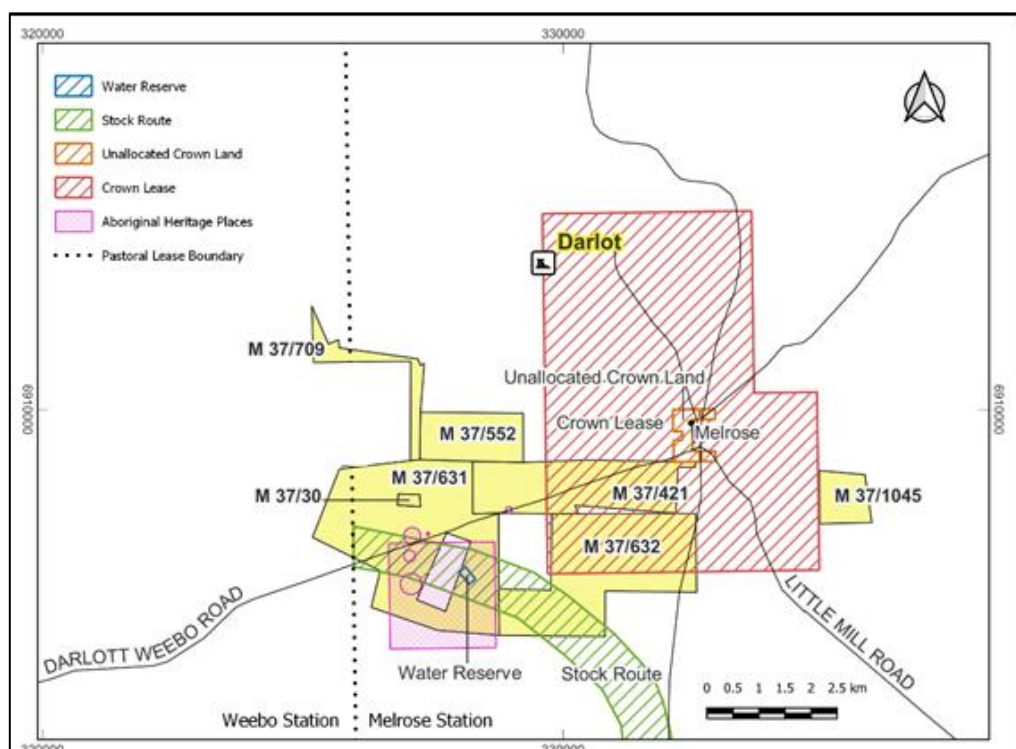 320000
330000
Water Reserve
Stock Route
Unallocated Crown Land
Crown Lease
Aboriginal Heritage Places
Pastoral Lease Boundary
Darlot
M 37/709
Unallocated Crown Land
6910000
6910000
Crown Lease
Melrose
M 37/552
M 37/631
M 37/421
M 37/30
M 37/1045
M 37/632
DARLOTT WEEBO ROAD
LITTLE MILL ROAD
Water Reserve
Stock Route
0 0.5 1 1.5 2 2.5 km
Weebo Station
Melrose Station
320000
330000